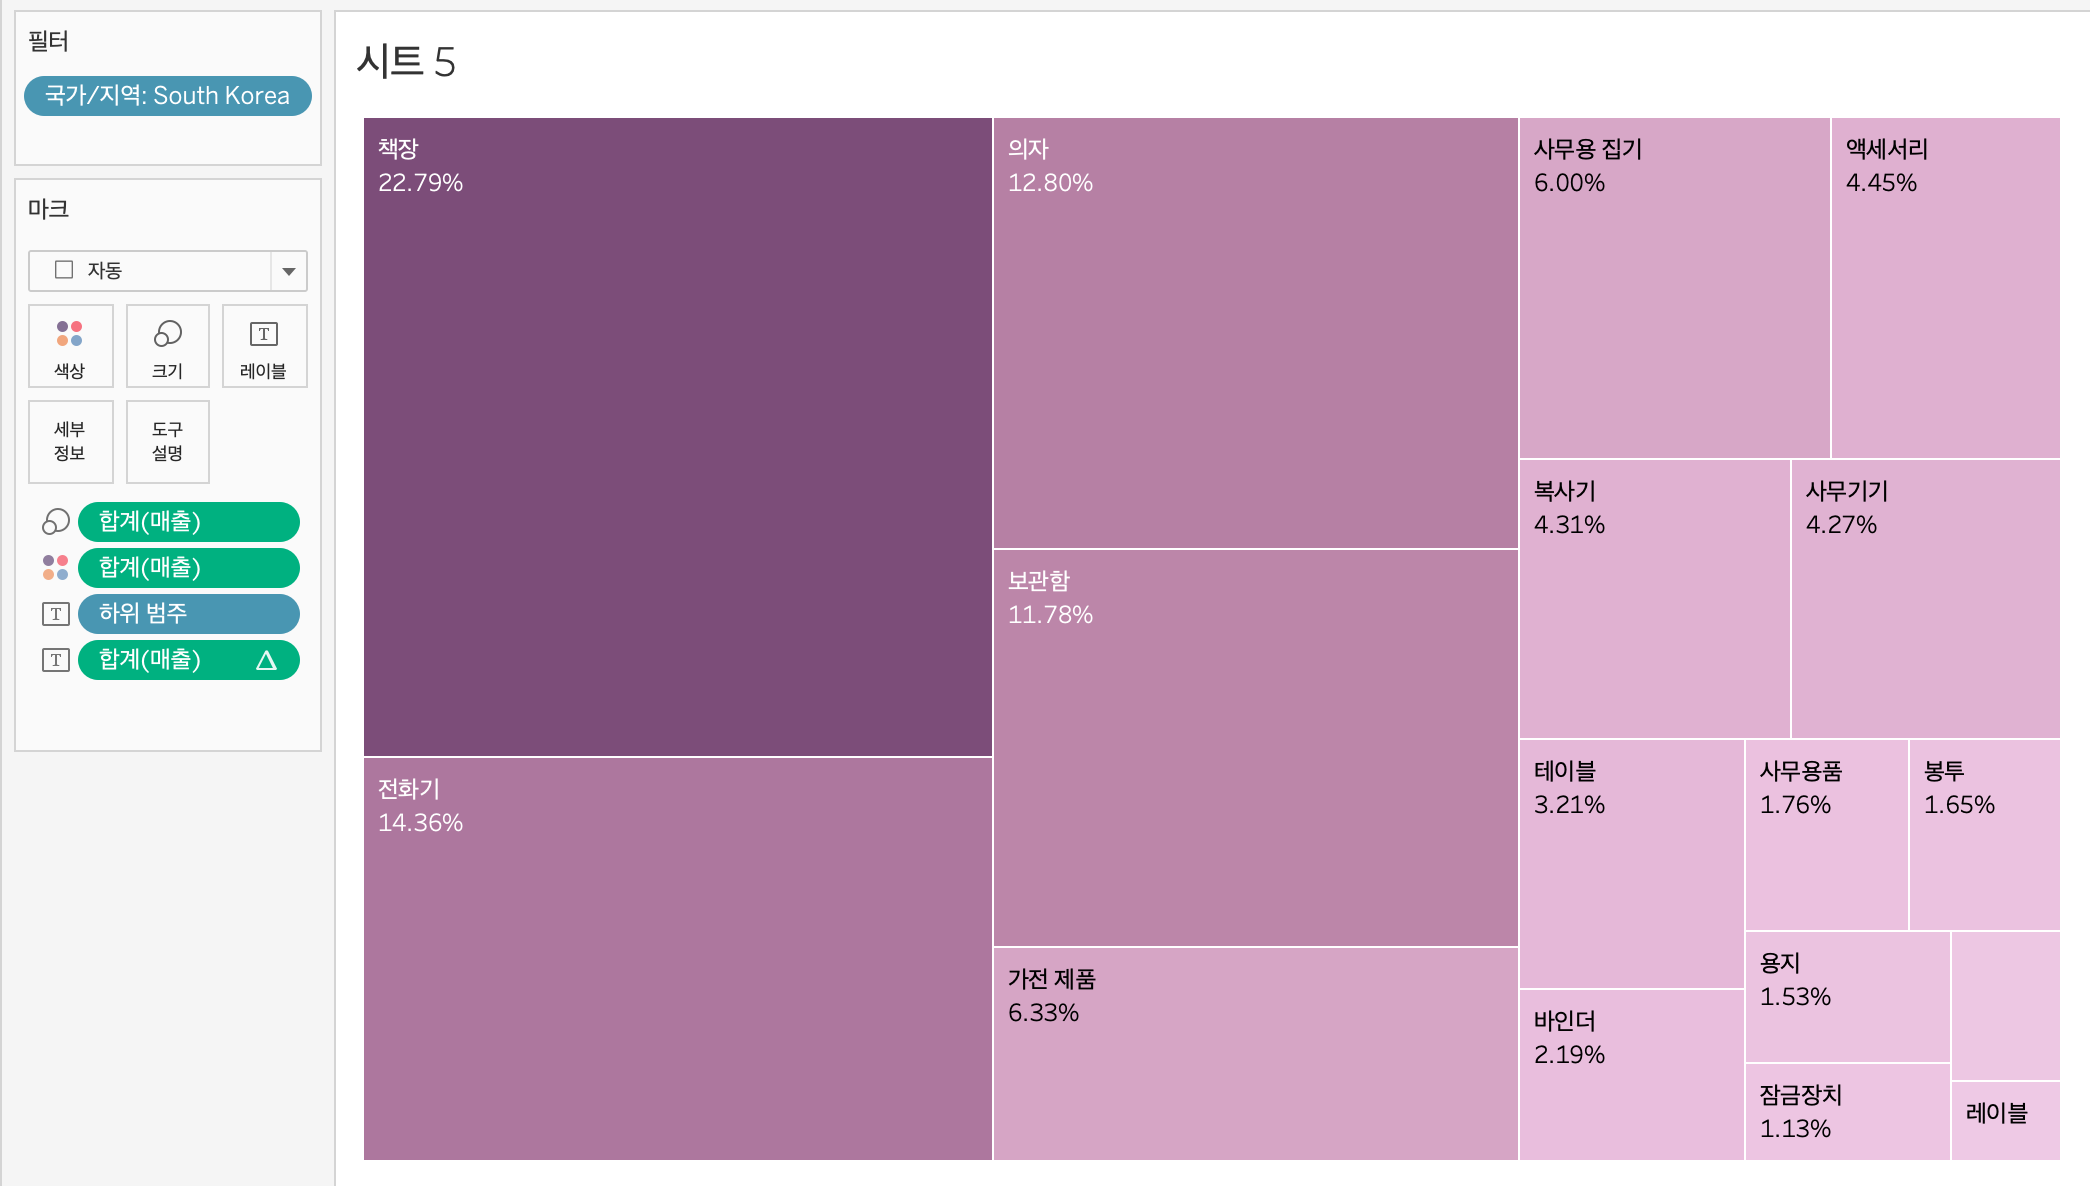 필터
국가/지역: South Korea
마크
자동
색상
크기
T
레이블
세부
정보
도구
설명
합계(매출)
합계(매출)
T
하위 범주
T
합계(매출) △
시트 5
책장
22.79%
전화기
14.36%
의자
12.80%
보관함
11.78%
가전 제품
6.33%
사무용 집기
6.00%
액세서리
4.45%
복사기
4.31%
사무기기
4.27%
테이블
3.21%
바인더
2.19%
사무용품
1.76%
봉투
1.65%
용지
1.53%
잠금장치
1.13%
레이블